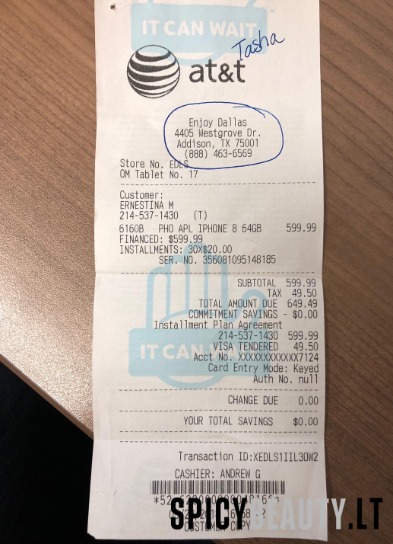 IT CAN WAIT
Tasha
at&t
Enjoy Dallas
4405 Westgrove Dr.
Addison, TX 75001
(888) 463-6569
Store No. EDLS
OM Tablet No. 17
Customer:
ERNESTINA M
214-537-1430 (T)
6160B PHO APL IPHONE 8 64GB 599.99
FINANCED: $599.99
INSTALLMENTS: 30X$20.00
SER. NO. 356081095148185
SUBTOTAL 599.99
TAX 49.50
TOTAL AMOUNT DUE 649.49
COMMITMENT SAVINGS - $0.00
Installment Plan Agreement
214-537-1430 599.99
IT CAN WAIT
VISA TENDERED 49.50
Acct No. XXXXXXXXXXXX7124
Card Entry Mode: Keyed
Auth No. null
CHANGE DUE 0.00
YOUR TOTAL SAVINGS $0.00
Transaction ID:XEDLS1IIL30W2
CASHIER: ANDREW G
SPICYBEAUTY.LT
CUSTOMER COPY